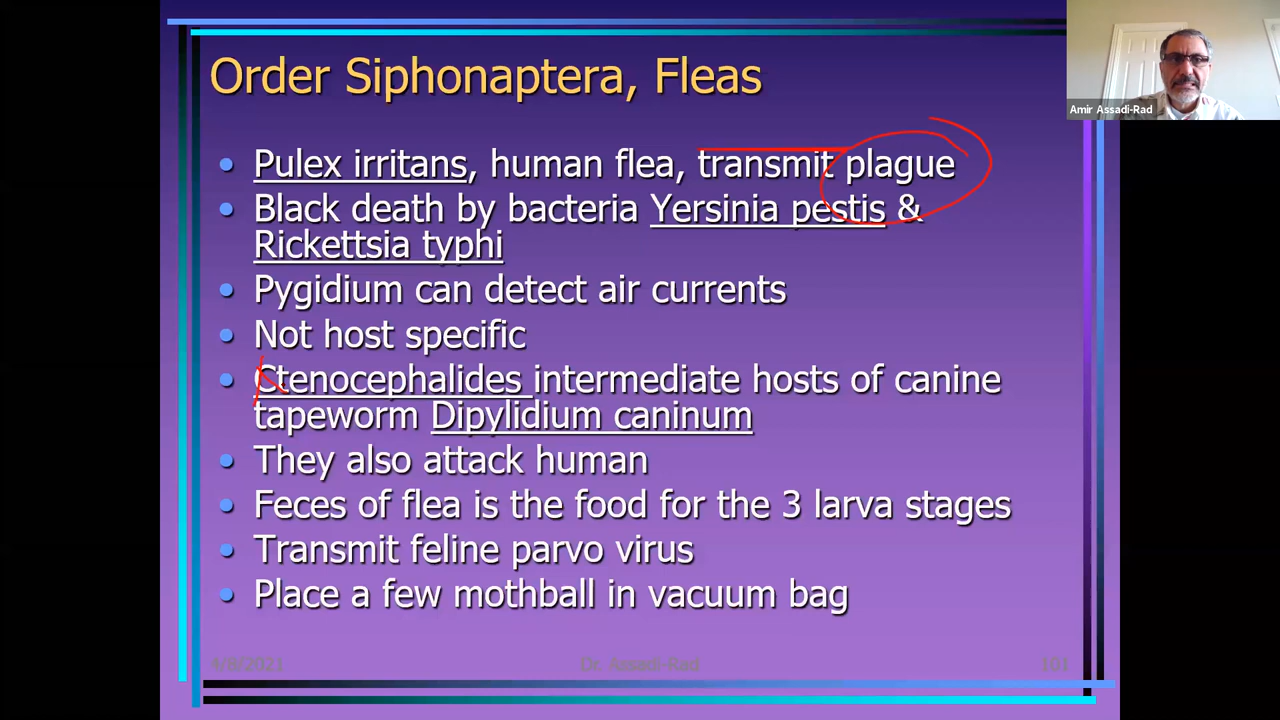 Order Siphonaptera, Fleas
Amir Assadi-Rad
• Pulex irritans, human flea, transmit plague
• Black death by bacteria Yersinia pestis &
Rickettsia typhi
• Pygidium can detect air currents
• Not host specific
• Ctenocephalides intermediate hosts of canine
tapeworm Dipylidium caninum
• They also attack human
• Feces of flea is the food for the 3 larva stages
• Transmit feline parvo virus
• Place a few mothball in vacuum bag
4/8/2021 Dr. Assadi-Rad 101